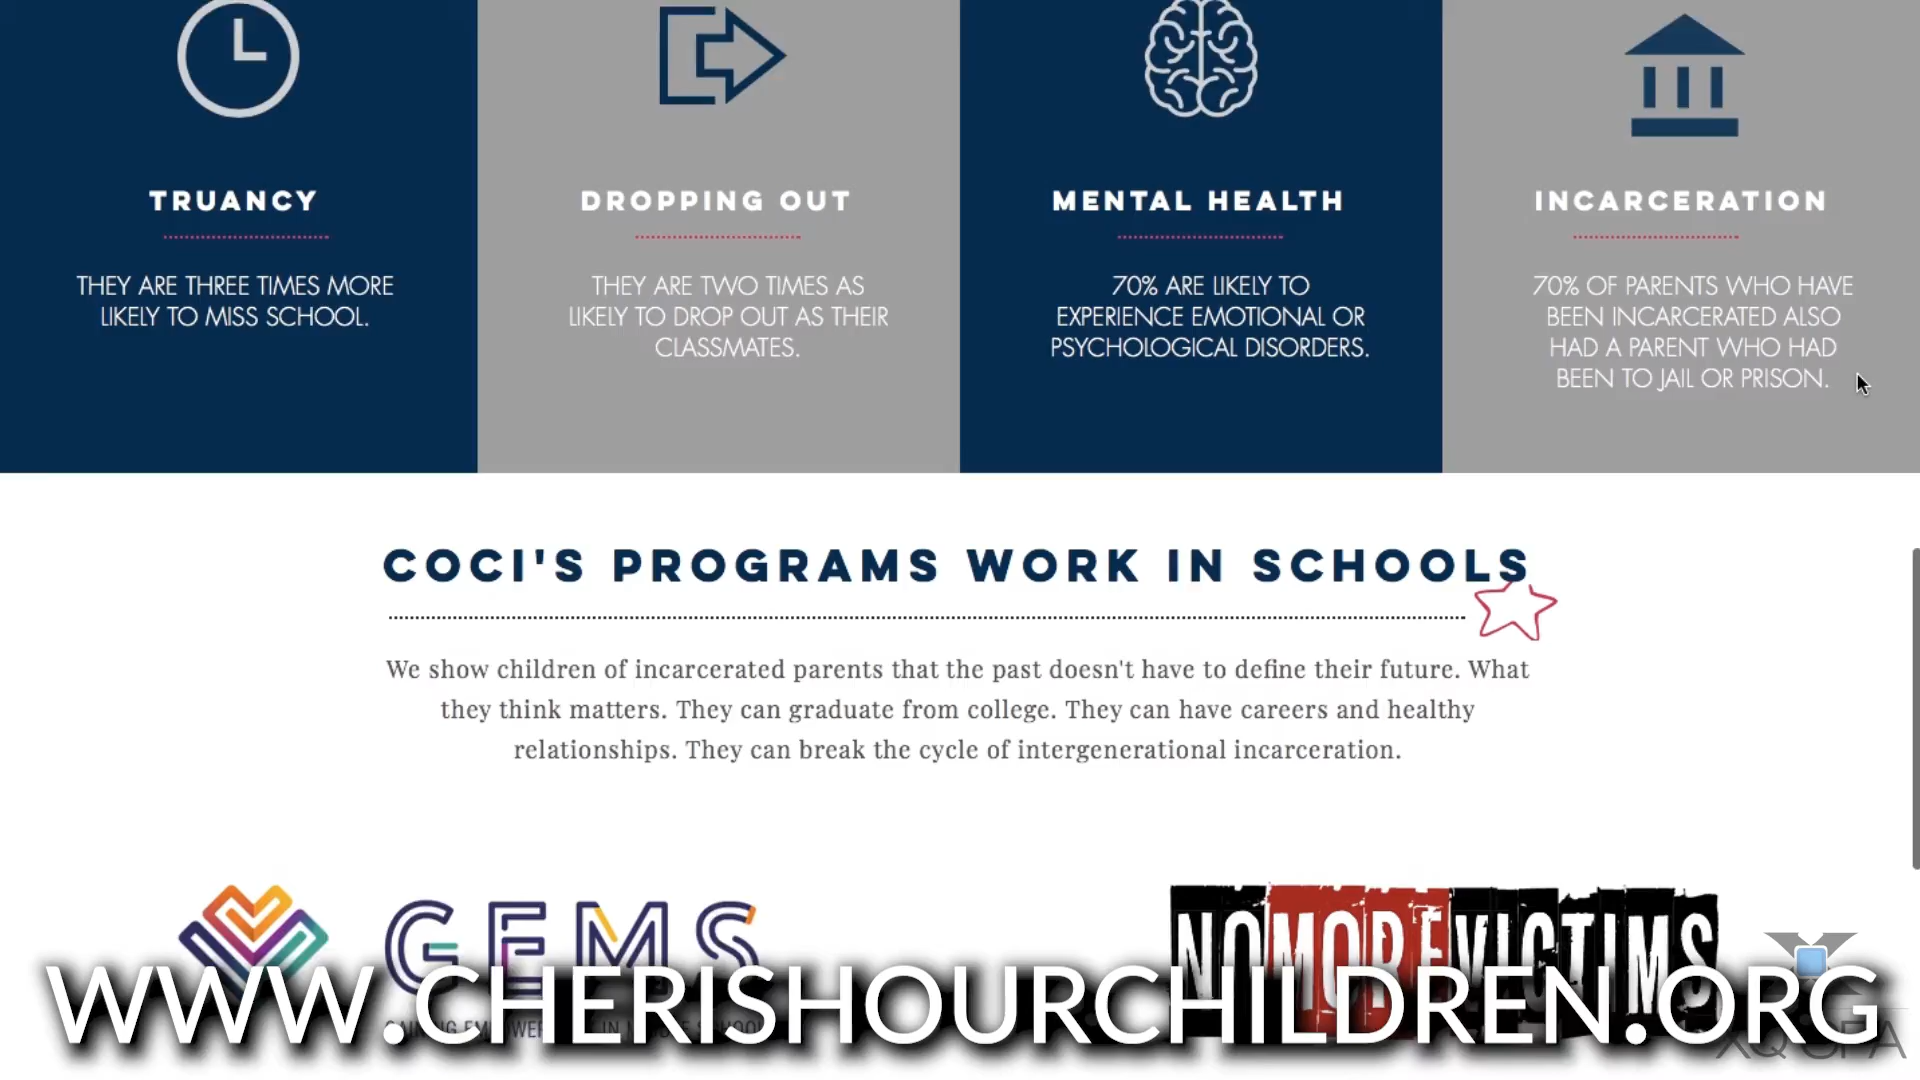 TRUANCY
THEY ARE THREE TIMES MORE
LIKELY TO MISS SCHOOL.
DROPPING OUT
THEY ARE TWO TIMES AS
LIKELY TO DROP OUT AS THEIR
CLASSMATES.
MENTAL HEALTH
70% ARE LIKELY TO
EXPERIENCE EMOTIONAL OR
PSYCHOLOGICAL DISORDERS.
INCARCERATION
70% OF PARENTS WHO HAVE
BEEN INCARCERATED ALSO
HAD A PARENT WHO HAD
BEEN TO JAIL OR PRISON.
COCI'S PROGRAMS WORK IN SCHOOLS
We show children of incarcerated parents that the past doesn't have to define their future. What
they think matters. They can graduate from college. They can have careers and healthy
relationships. They can break the cycle of intergenerational incarceration.
GEMS
NO MORE VICTIMS
WWW.CHERISHOURCHILDREN.ORG